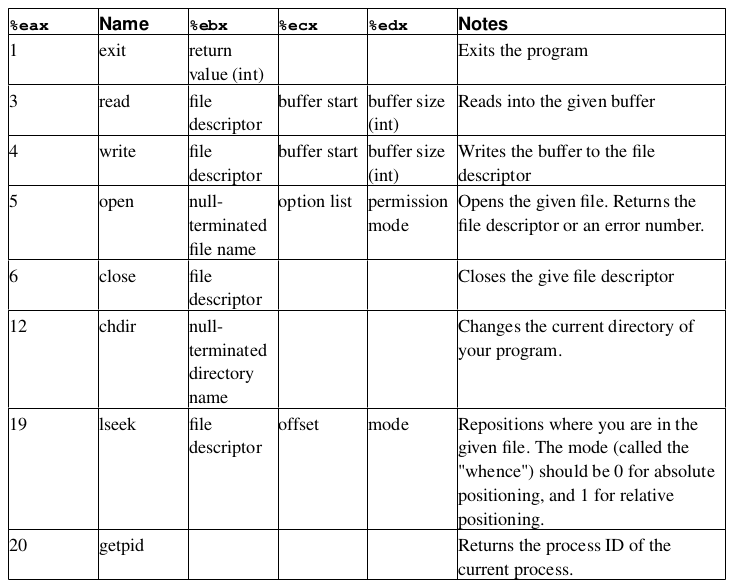 %eax Name %ebx %ecx %edx Notes
1 exit return Exits the program
value (int)
3 read file buffer start buffer size Reads into the given buffer
descriptor (int)
4 write file buffer start buffer size Writes the buffer to the file
descriptor (int) descriptor
5 open null- option list permission Opens the given file. Returns the
terminated mode file descriptor or an error number.
file name
6 close file Closes the give file descriptor
descriptor
12 chdir null- Changes the current directory of
terminated your program.
directory
name
19 lseek file offset mode Repositions where you are in the
descriptor given file. The mode (called the
"whence") should be 0 for absolute
positioning, and 1 for relative
positioning.
20 getpid Returns the process ID of the
current process.